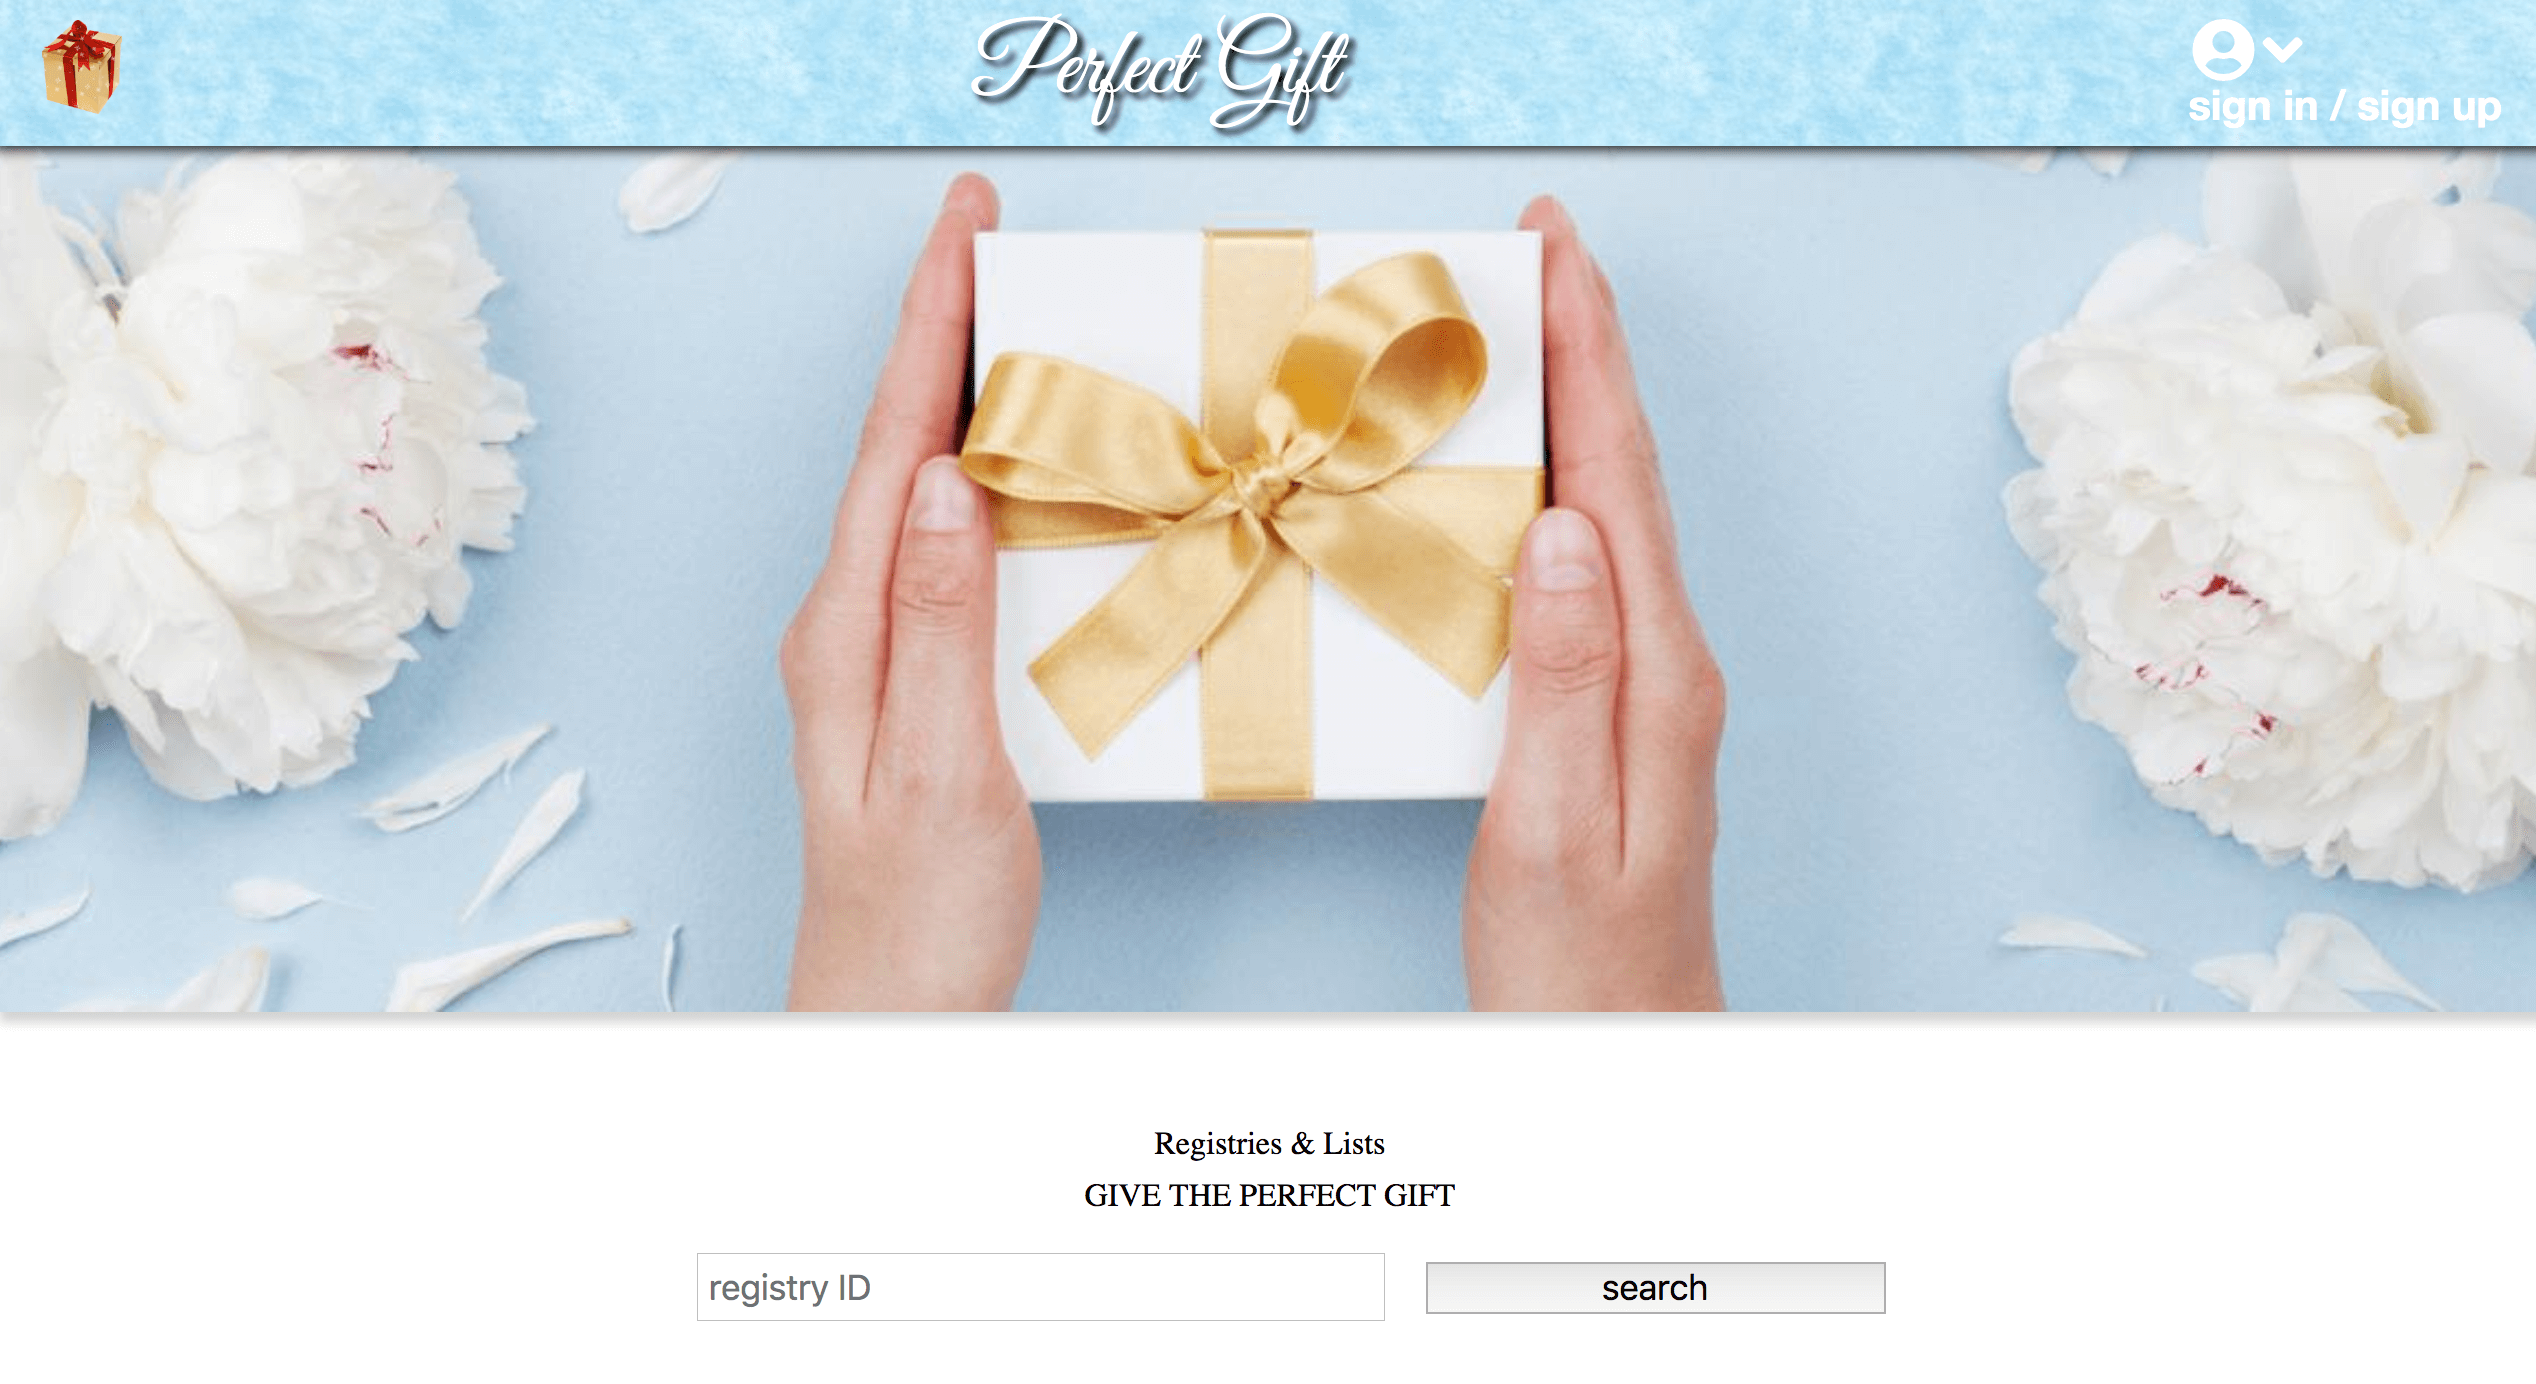 Perfect Gift
sign in / sign up
Registries & Lists
GIVE THE PERFECT GIFT
registry ID
search